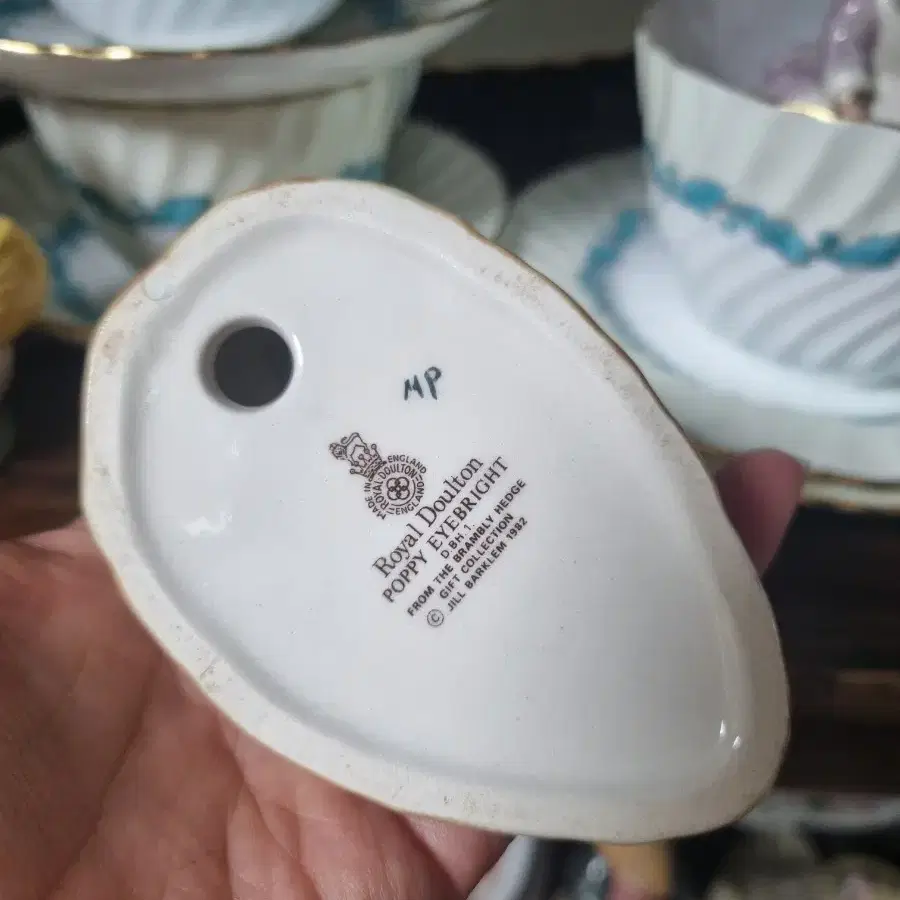 MP
MADE IN ENGLAND
ROYAL DOULTON
ENGLAND
Royal Doulton
POPPY EYEBRIGHT
D.BH.1.
FROM THE BRAMBLY HEDGE
GIFT COLLECTION
© JILL BARKLEM 1982